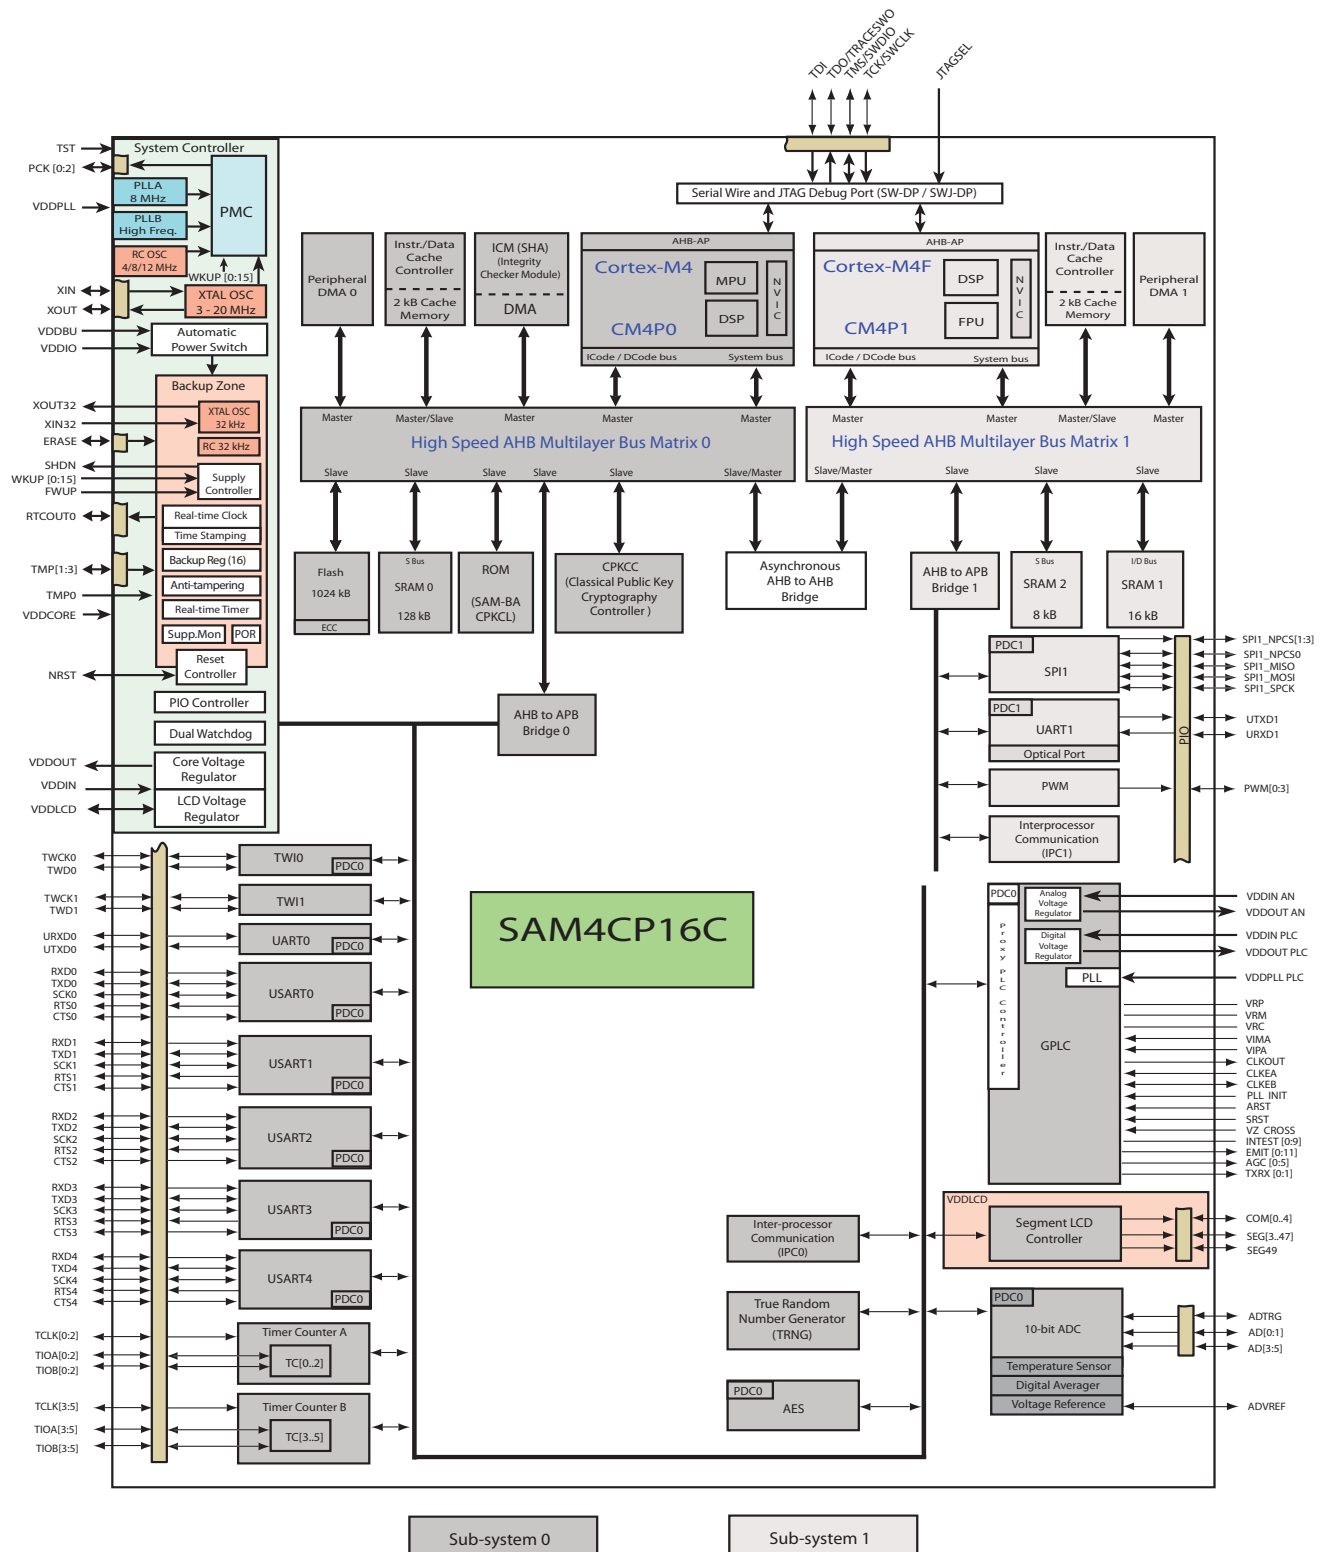 TDI
TDO/TRACESWO
TMS/SWDIO
TCK/SWCLK
JTAGSEL
TST
PCK [0:2]
VDDPLL
XIN
XOUT
VDDBU
VDDIO
XOUT32
XIN32
ERASE
SHDN
WKUP [0:15]
FWUP
RTCOUT0
TMP[1:3]
TMP0
VDDCORE
NRST
VDDOUT
VDDIN
VDDLCD
System Controller
PLLA
8 MHz
PLLB
High Freq.
PMC
RC OSC
4/8/12 MHz
WKUP [0:15]
XTAL OSC
3 - 20 MHz
Automatic
Power Switch
Backup Zone
XTAL OSC
32 kHz
RC 32 kHz
Supply
Controller
Real-time Clock
Time Stamping
Backup Reg (16)
Anti-tampering
Real-time Timer
Supp.Mon
POR
Reset
Controller
PIO Controller
Dual Watchdog
Core Voltage
Regulator
LCD Voltage
Regulator
Serial Wire and JTAG Debug Port (SW-DP / SWJ-DP)
Peripheral
DMA 0
Instr./Data
Cache
Controller
2 kB Cache
Memory
ICM (SHA)
(Integrity
Checker Module)
DMA
AHB-AP
Cortex-M4
MPU
DSP
NVIC
CM4P0
ICode / DCode bus
System bus
AHB-AP
Cortex-M4F
DSP
FPU
NVIC
CM4P1
ICode / DCode bus
System bus
Instr./Data
Cache
Controller
2 kB Cache
Memory
Peripheral
DMA 1
Master
Master/Slave
Master
Master
Master
High Speed AHB Multilayer Bus Matrix 0
Slave
Slave
Slave
Slave
Slave
Slave/Master
Master
Master
Master/Slave
Master
High Speed AHB Multilayer Bus Matrix 1
Slave/Master
Slave
Slave
Slave
Flash
1024 kB
ECC
S Bus
SRAM 0
128 kB
ROM
(SAM-BA
CPKCL)
CPKCC
(Classical Public Key
Cryptography
Controller )
Asynchronous
AHB to AHB
Bridge
AHB to APB
Bridge 1
S Bus
SRAM 2
8 kB
I/D Bus
SRAM 1
16 kB
AHB to APB
Bridge 0
PDC1
SPI1
PDC1
UART1
Optical Port
PWM
Interprocessor
Communication
(IPC1)
PIO
SPI1_NPCS[1:3]
SPI1_NPCS0
SPI1_MISO
SPI1_MOSI
SPI1_SPCK
UTXD1
URXD1
PWM[0:3]
TWCK0
TWD0
TWI0
PDC0
TWCK1
TWD1
TWI1
URXD0
UTXD0
UART0
PDC0
RXD0
TXD0
SCK0
RTS0
CTS0
USART0
PDC0
RXD1
TXD1
SCK1
RTS1
CTS1
USART1
PDC0
RXD2
TXD2
SCK2
RTS2
CTS2
USART2
PDC0
RXD3
TXD3
SCK3
RTS3
CTS3
USART3
PDC0
RXD4
TXD4
SCK4
RTS4
CTS4
USART4
PDC0
TCLK[0:2]
TIOA[0:2]
TIOB[0:2]
Timer Counter A
TC[0..2]
TCLK[3:5]
TIOA[3:5]
TIOB[3:5]
Timer Counter B
TC[3..5]
SAM4CP16C
PDC0
Proxy PLC Controller
Analog
Voltage
Regulator
Digital
Voltage
Regulator
PLL
GPLC
VDDIN AN
VDDOUT AN
VDDIN PLC
VDDOUT PLC
VDDPLL PLC
VRP
VRM
VRC
VIMA
VIPA
CLKOUT
CLKEA
CLKEB
PLL INIT
ARST
SRST
VZ CROSS
INTEST [0:9]
EMIT [0:11]
AGC [0:5]
TXRX [0:1]
Inter-processor
Communication
(IPC0)
True Random
Number Generator
(TRNG)
PDC0
AES
VDDLCD
Segment LCD
Controller
COM[0..4]
SEG[3..47]
SEG49
PDC0
10-bit ADC
Temperature Sensor
Digital Averager
Voltage Reference
ADTRG
AD[0:1]
AD[3:5]
ADVREF
Sub-system 0
Sub-system 1